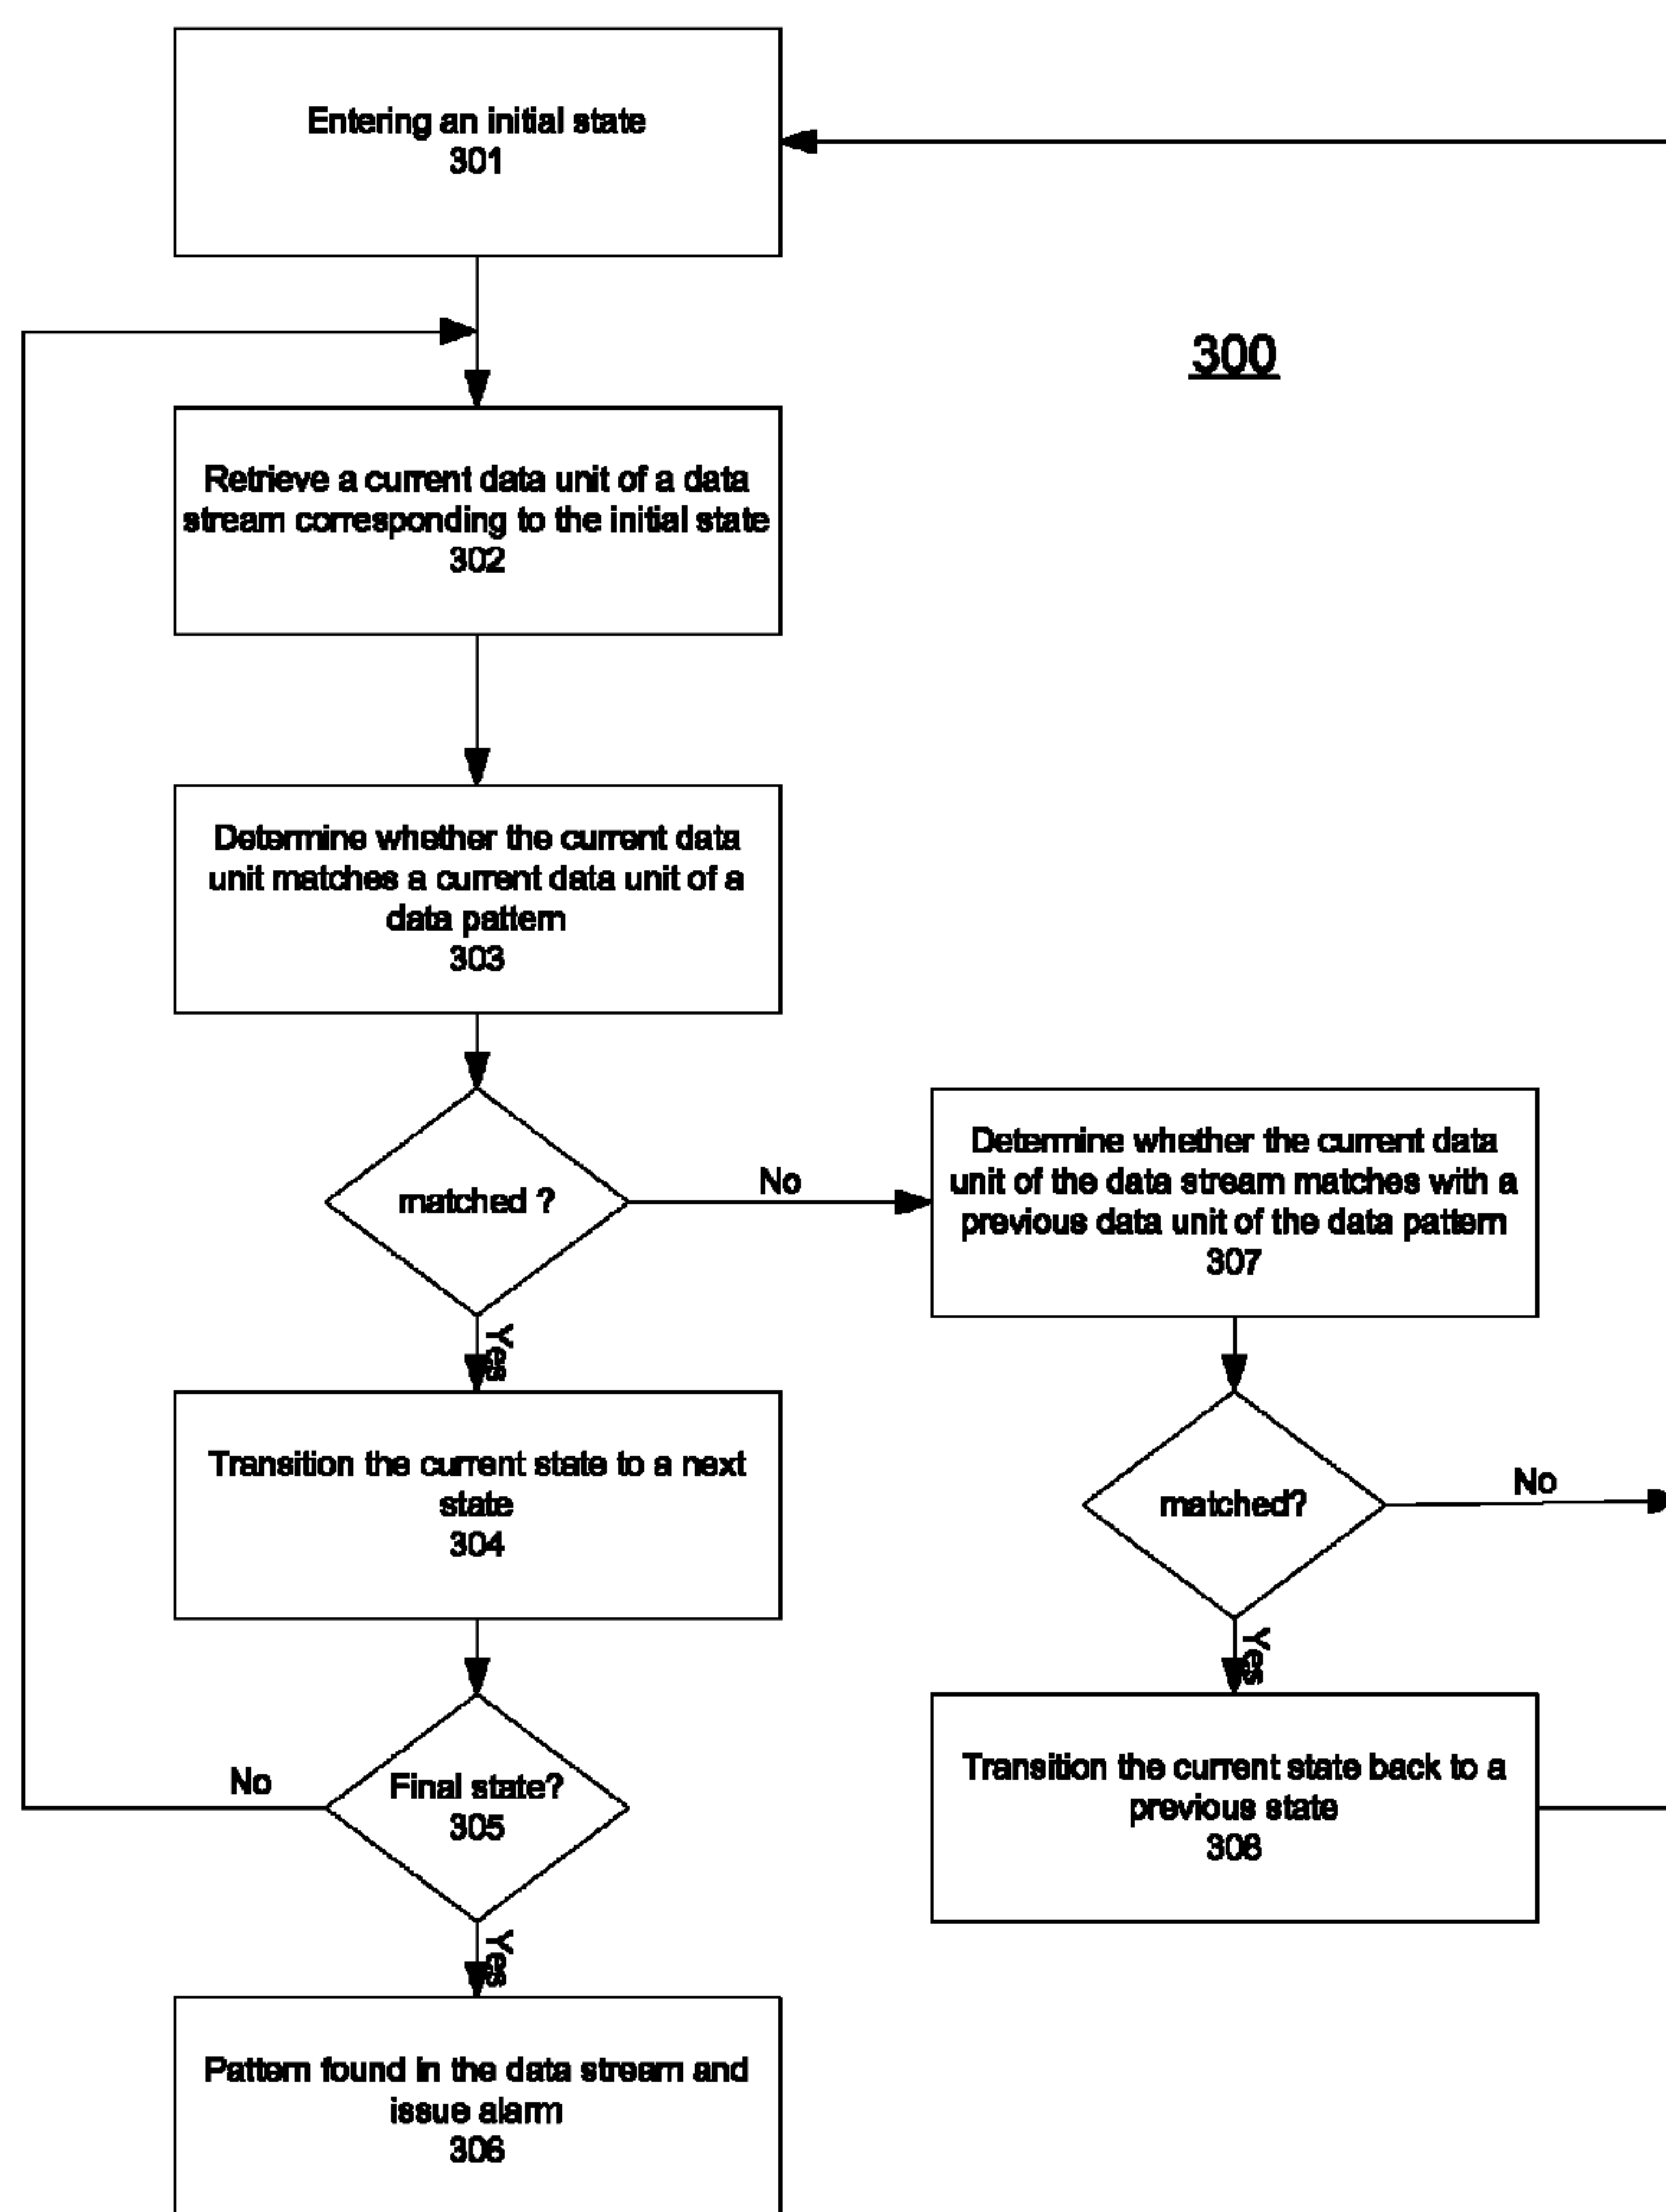 Entering an initial state
301
300
Retrieve a current data unit of a data
stream corresponding to the initial state
302
Determine whether the current data
unit matches a current data unit of a
data pattern
303
matched ?
No
Yes
Determine whether the current data
unit of the data stream matches with a
previous data unit of the data pattern
307
matched?
No
Yes
Transition the current state to a next
state
304
Final state?
305
No
Yes
Transition the current state back to a
previous state
308
Pattern found in the data stream and
issue alarm
306